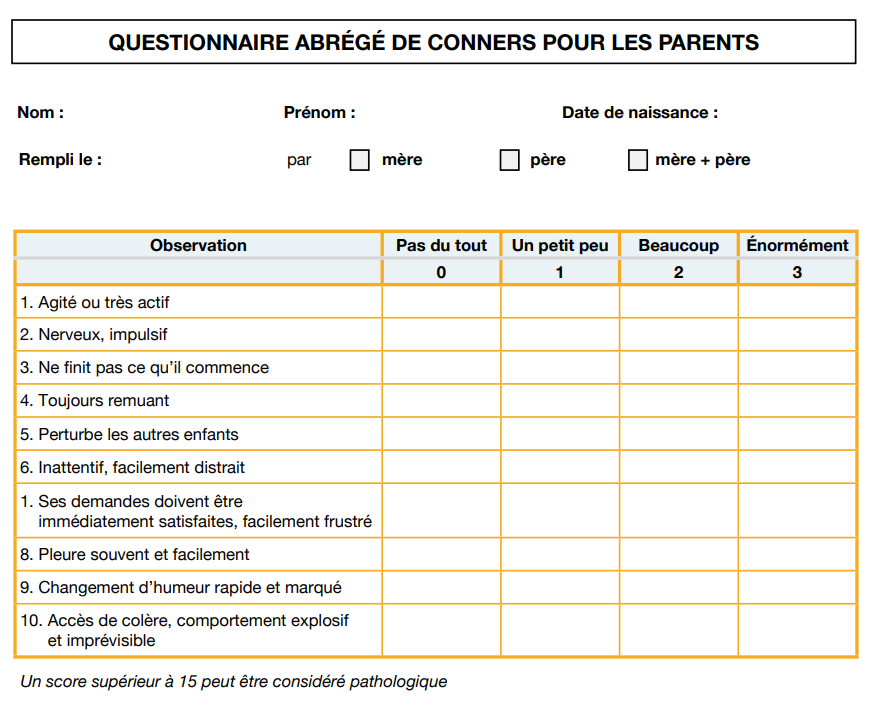 QUESTIONNAIRE ABRÉGÉ DE CONNERS POUR LES PARENTS
Nom : Prénom : Date de naissance :
Rempli le : par mère père mère + père
Observation Pas du tout Un petit peu Beaucoup Énormément
0 1 2 3
1. Agité ou très actif
2. Nerveux, impulsif
3. Ne finit pas ce qu’il commence
4. Toujours remuant
5. Perturbe les autres enfants
6. Inattentif, facilement distrait
1. Ses demandes doivent être
immédiatement satisfaites, facilement frustré
8. Pleure souvent et facilement
9. Changement d’humeur rapide et marqué
10. Accès de colère, comportement explosif
et imprévisible
Un score supérieur à 15 peut être considéré pathologique